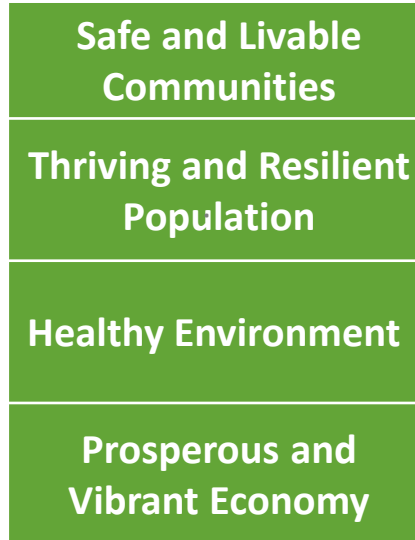 Safe and Livable
Communities
Thriving and Resilient
Population
Healthy Environment
Prosperous and
Vibrant Economy